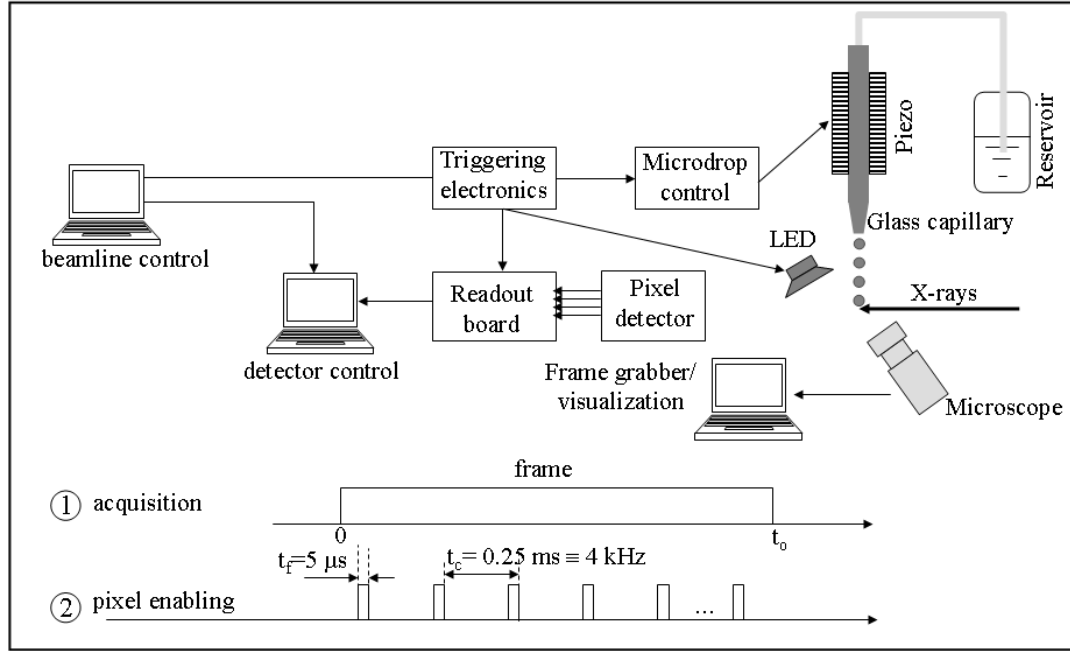 Piezo
Reservoir
Triggering
electronics
Microdrop
control
Glass capillary
LED
beamline control
X-rays
Readout
board
Pixel
detector
detector control
Frame grabber/
visualization
Microscope
frame
1 acquisition
0
t₀
t_f=5 µs
t_c= 0.25 ms ≡ 4 kHz
2 pixel enabling
...